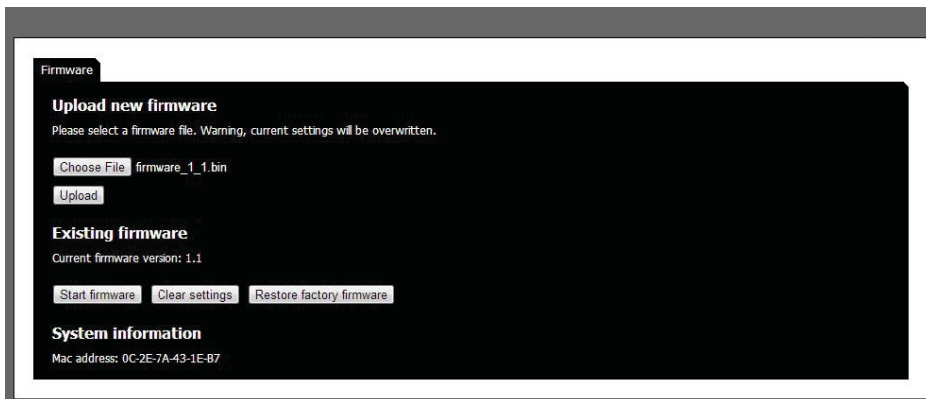 Firmware
Upload new firmware
Please select a firmware file. Warning, current settings will be overwritten.
Choose File firmware_1_1.bin
Upload
Existing firmware
Current firmware version: 1.1
Start firmware Clear settings Restore factory firmware
System information
Mac address: 0C-2E-7A-43-1E-B7